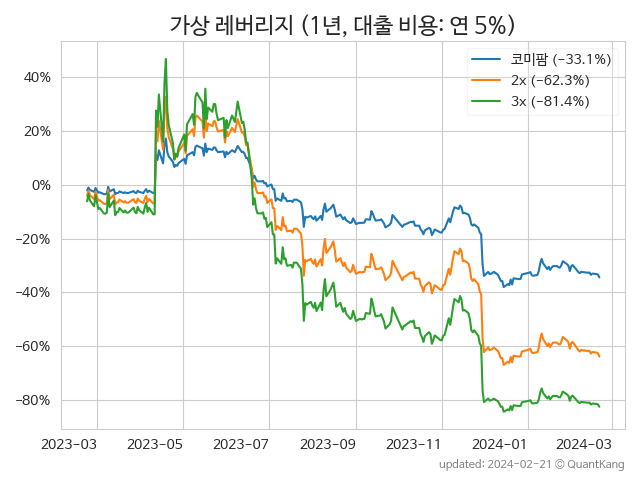 가상 레버리지 (1년, 대출 비용: 연 5%)
코미팜 (-33.1%)
2x (-62.3%)
3x (-81.4%)
40%
20%
0%
-20%
-40%
-60%
-80%
2023-03 2023-05 2023-07 2023-09 2023-11 2024-01 2024-03
updated: 2024-02-21 © QuantKang